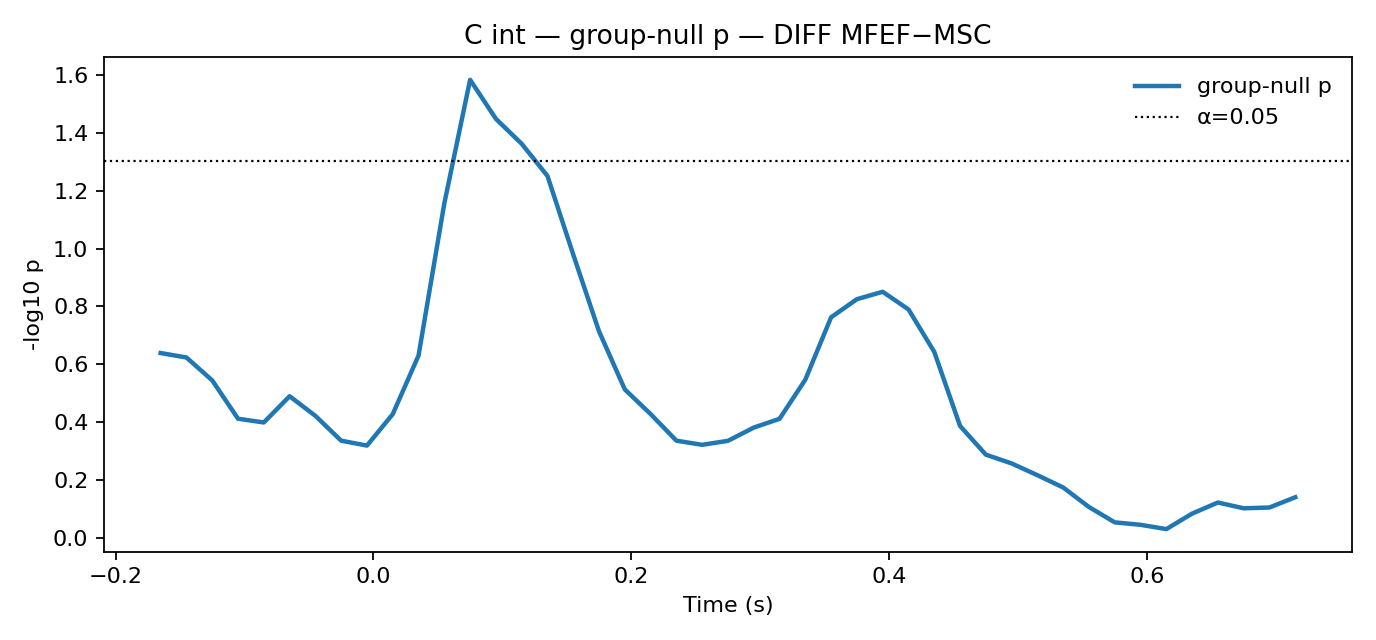 C int — group-null p — DIFF MFEF−MSC
group-null p
α=0.05
-log10 p
1.6
1.4
1.2
1.0
0.8
0.6
0.4
0.2
0.0
−0.2 0.0 0.2 0.4 0.6
Time (s)